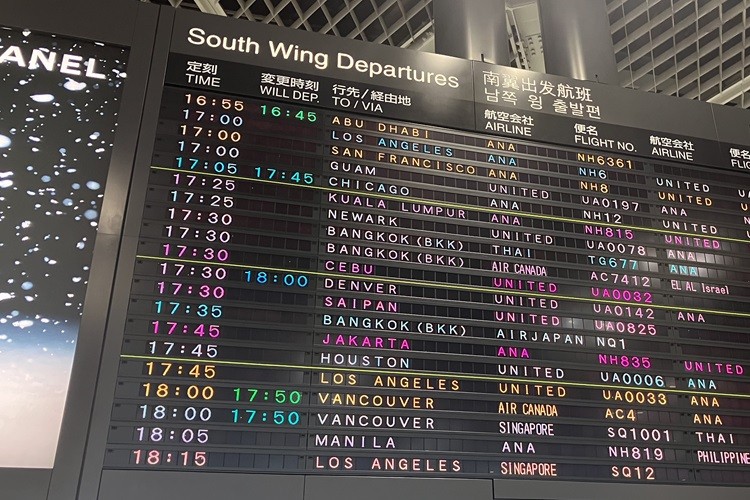 ANEL
South Wing Departures
南翼出发航班
남쪽 윙 출발편
定刻 変更時刻 行先/経由地 航空会社 便名 航空会社 便
TIME WILL DEP. TO/VIA AIRLINE FLIGHT NO. AIRLINE FL
16:55 16:45 ABU DHABI ANA NH6361
17:00 LOS ANGELES ANA NH6 UNITED
17:00 SAN FRANCISCO ANA NH8 UNITED
17:00 GUAM UNITED UA0197 ANA
17:05 17:45 CHICAGO ANA NH12
17:25 KUALA LUMPUR ANA NH815 UNITED
17:25 NEWARK UNITED UA0078 ANA
17:30 BANGKOK(BKK) THAI TG677 ANA
17:30 BANGKOK(BKK) AIR CANADA AC7412 EL AL Israel
17:30 CEBU UNITED UA0032
17:30 18:00 DENVER UNITED UA0142 ANA
17:30 SAIPAN UNITED UA0825
17:35 BANGKOK(BKK) AIRJAPAN NQ1
17:45 JAKARTA ANA NH835 UNITED
17:45 HOUSTON UNITED UA0006 ANA
17:45 LOS ANGELES UNITED UA0033 ANA
18:00 17:50 VANCOUVER AIR CANADA AC4 ANA
18:00 17:50 VANCOUVER SINGAPORE SQ1001 THAI
18:05 MANILA ANA NH819 PHILIPPINE
18:15 LOS ANGELES SINGAPORE SQ12